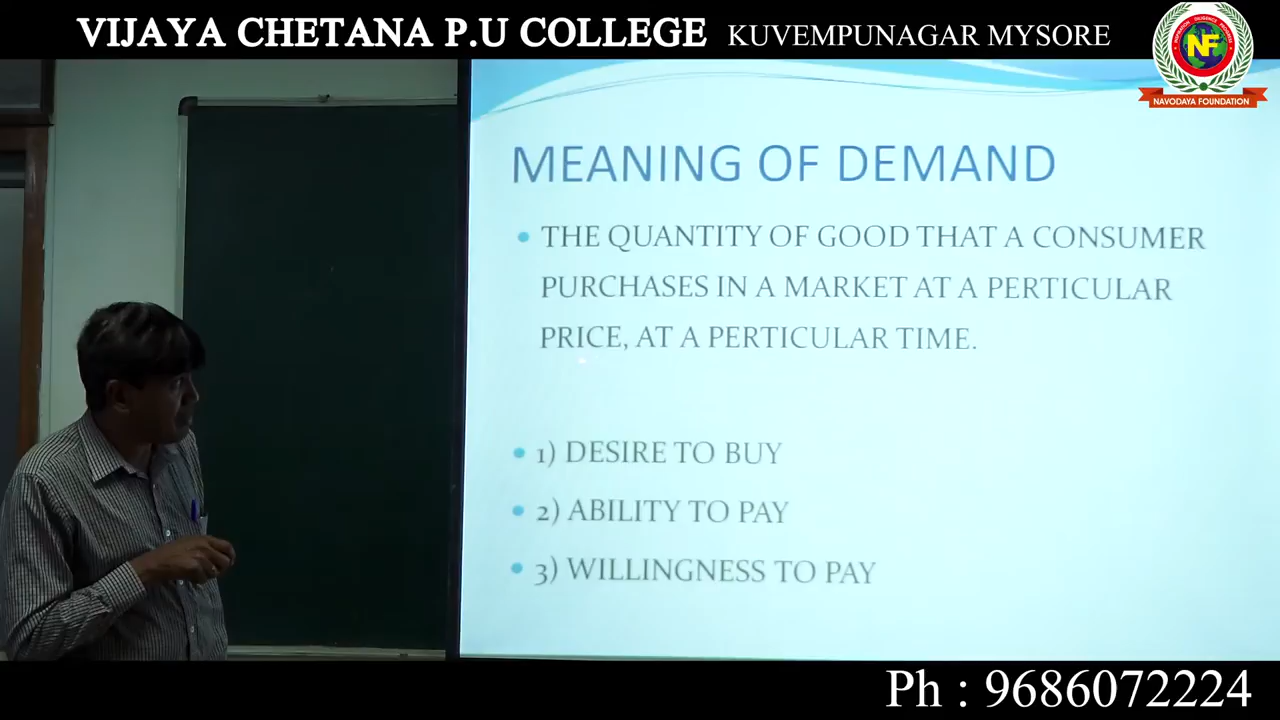 VIJAYA CHETANA P.U COLLEGE KUVEMPUNAGAR MYSORE
NF
NAVODAYA FOUNDATION
MEANING OF DEMAND
• THE QUANTITY OF GOOD THAT A CONSUMER
PURCHASES IN A MARKET AT A PERTICULAR
PRICE, AT A PERTICULAR TIME.
• 1) DESIRE TO BUY
• 2) ABILITY TO PAY
• 3) WILLINGNESS TO PAY
Ph : 9686072224